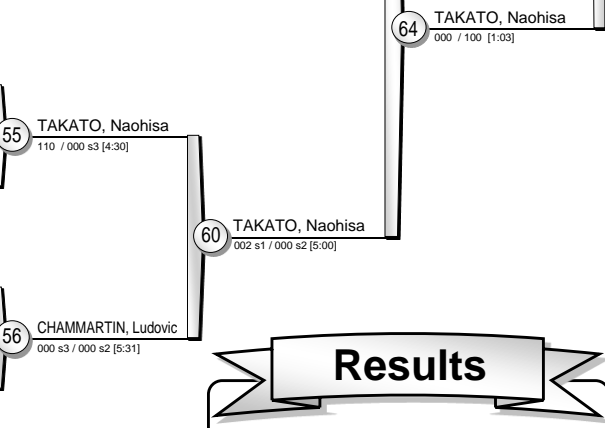 64
TAKATO, Naohisa
000 / 100 [1:03]
55
TAKATO, Naohisa
110 / 000 s3 [4:30]
60
TAKATO, Naohisa
002 s1 / 000 s2 [5:00]
56
CHAMMARTIN, Ludovic
000 s3 / 000 s2 [5:31]
Results